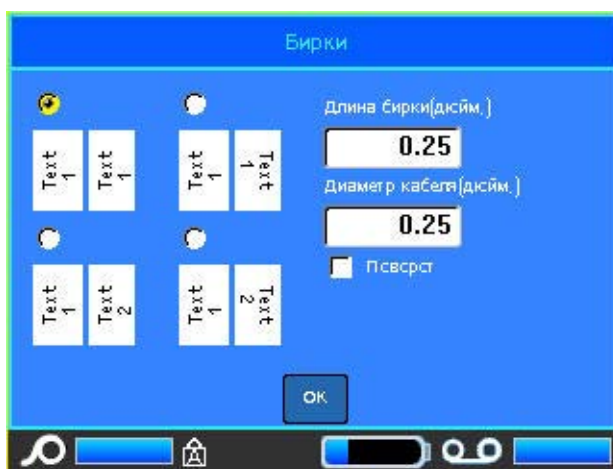 Бирки
Длина бирки(дюйм.)
0.25
Диаметр кабеля(дюйм.)
0.25
Поворот
Text
1
Text
1
Text
1
Text
1
Text
1
Text
2
Text
1
Text
2
OK
A